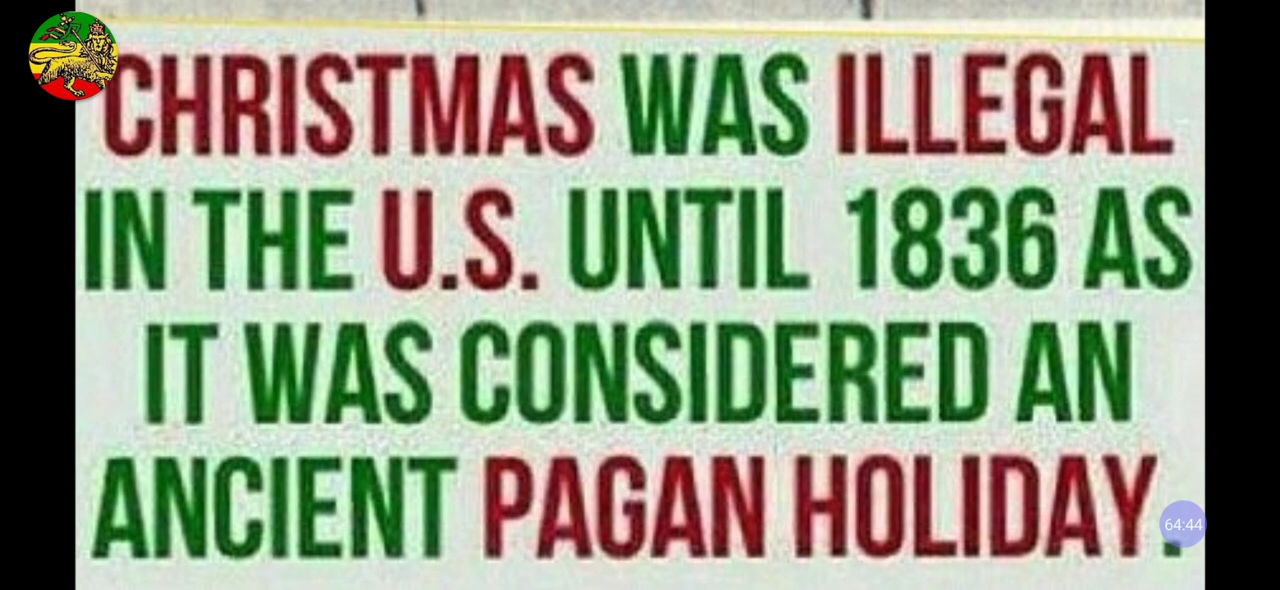 CHRISTMAS WAS ILLEGAL
IN THE U.S. UNTIL 1836 AS
IT WAS CONSIDERED AN
ANCIENT PAGAN HOLIDAY.
64:44